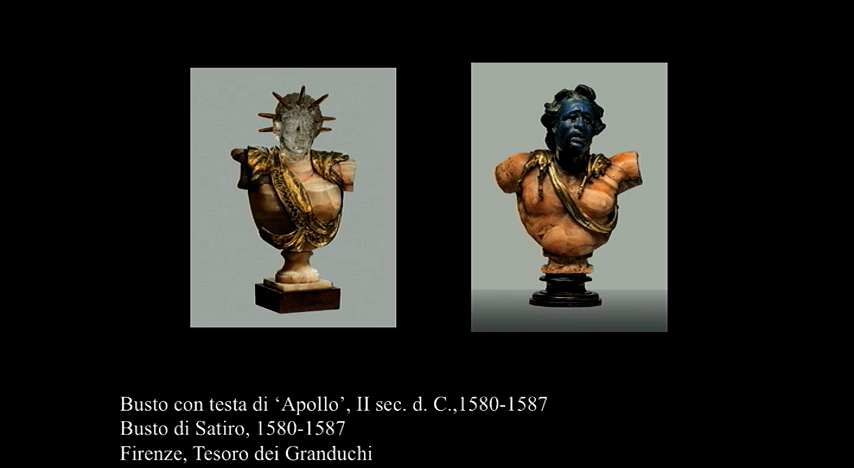 Busto con testa di ‘Apollo’, II sec. d. C.,1580-1587
Busto di Satiro, 1580-1587
Firenze, Tesoro dei Granduchi